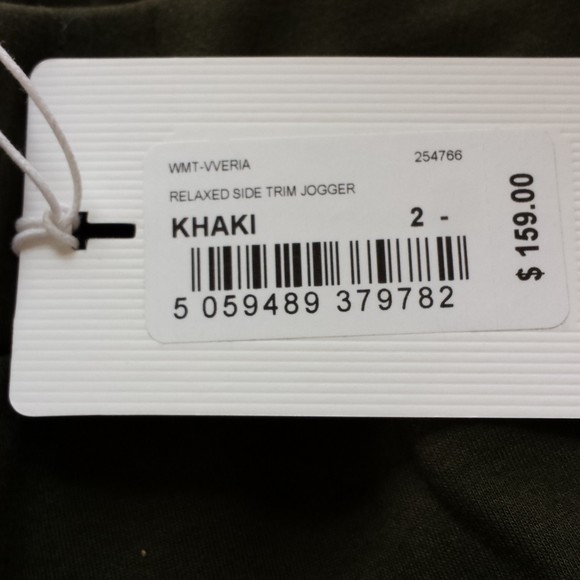 WMT-VVERIA 254766
RELAXED SIDE TRIM JOGGER
KHAKI 2 -
5 059489 379782
$ 159.00